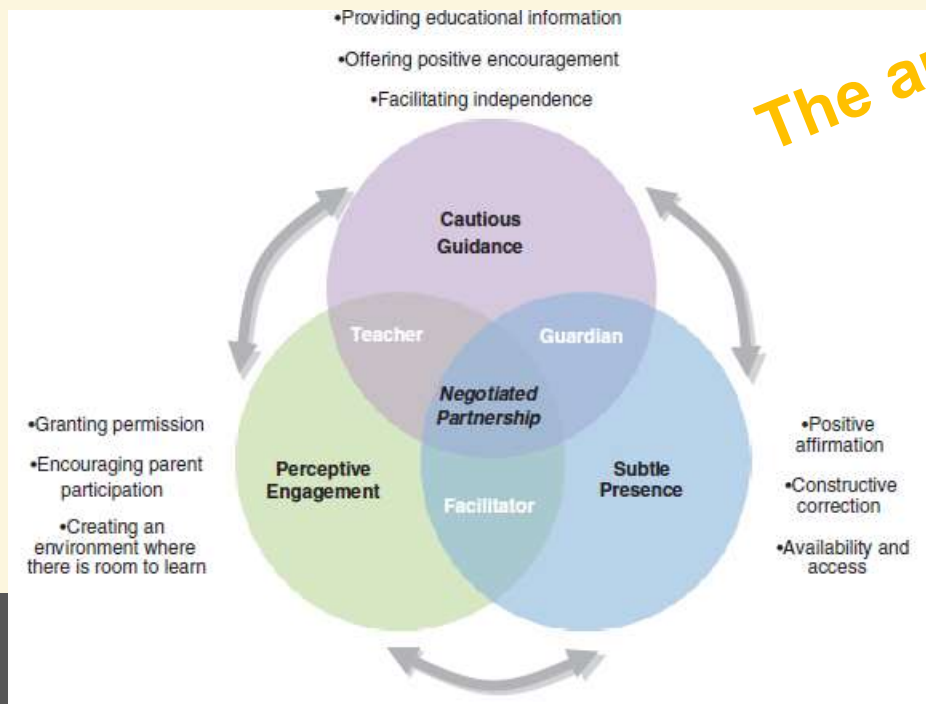 •Providing educational information
•Offering positive encouragement
•Facilitating independence
The
Cautious
Guidance
Teacher
Guardian
Negotiated
Partnership
•Granting permission
•Encouraging parent
participation
•Creating an
environment where
there is room to learn
Perceptive
Engagement
Facilitator
Subtle
Presence
•Positive
affirmation
•Constructive
correction
•Availability and
access